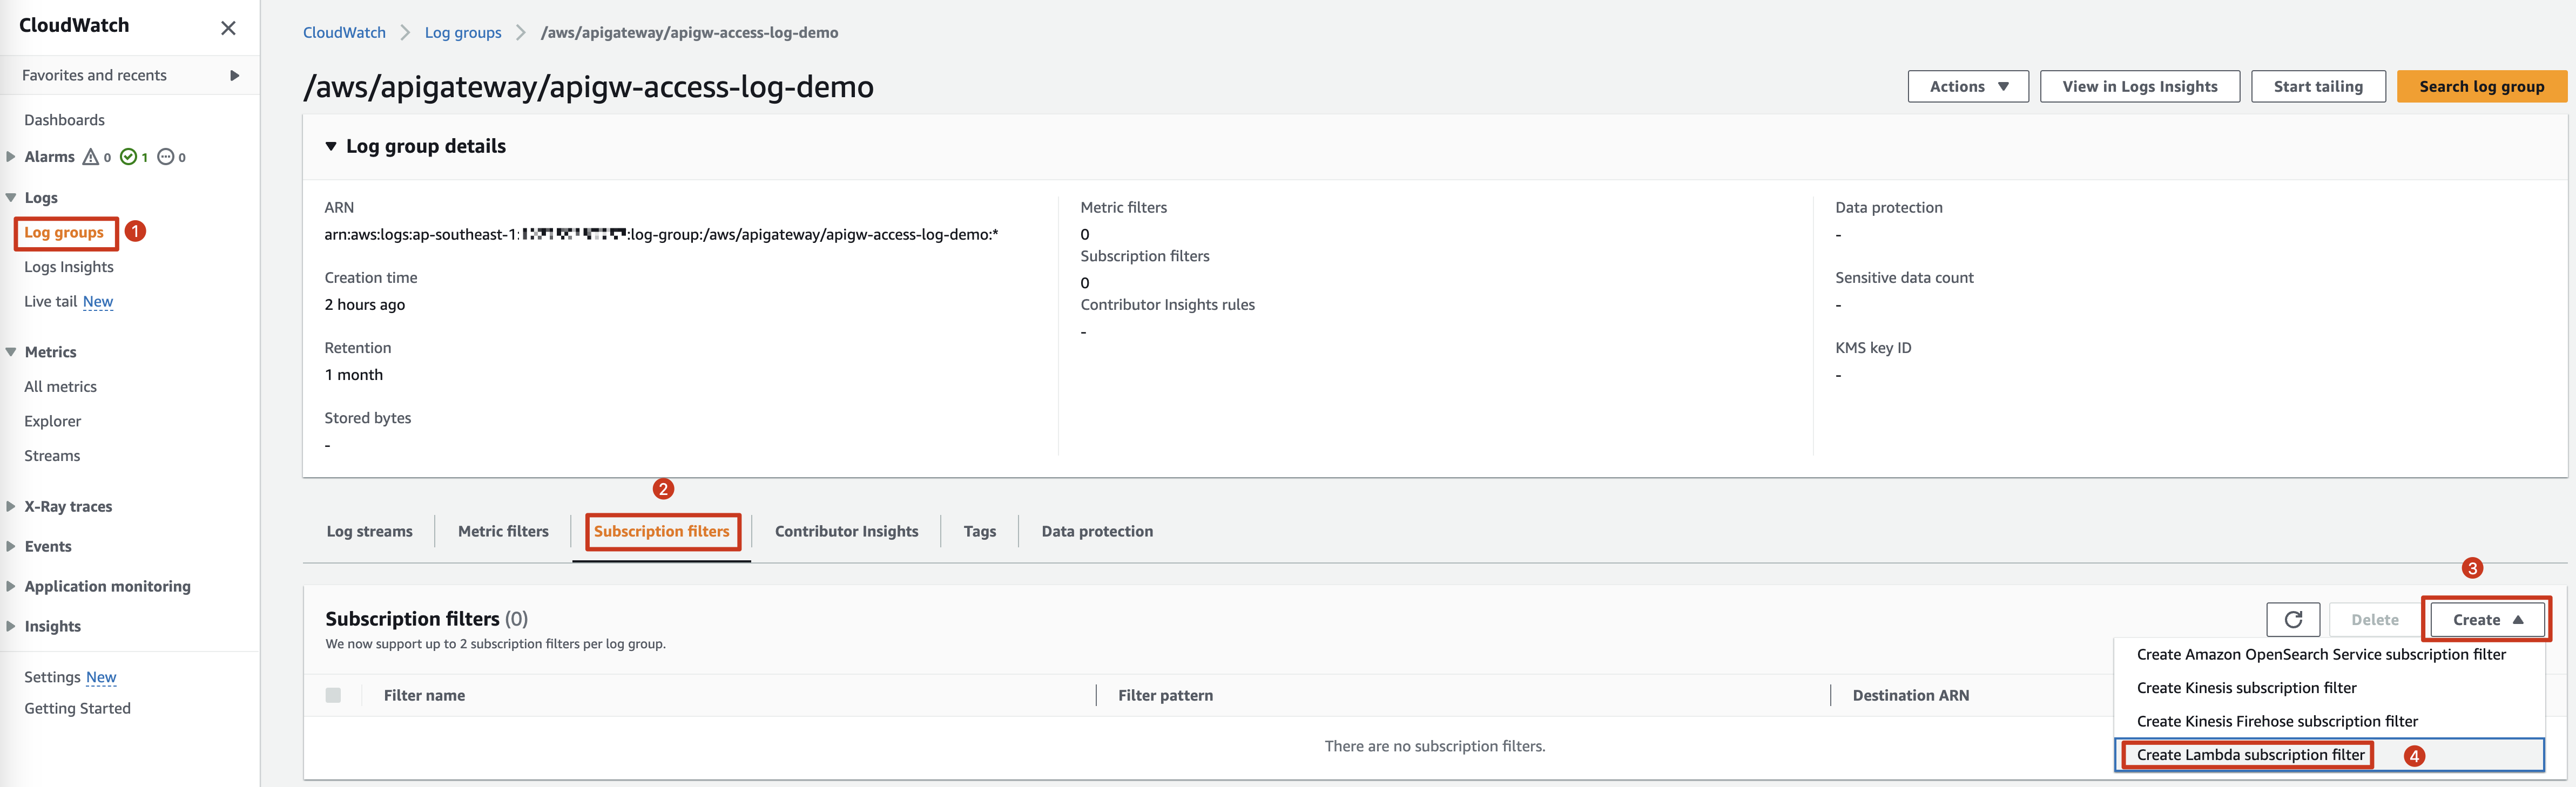 CloudWatch
Favorites and recents
Dashboards
Alarms 0 1 0
Logs
Log groups 1
Logs Insights
Live tail New
Metrics
All metrics
Explorer
Streams
X-Ray traces
Events
Application monitoring
Insights
Settings New
Getting Started
CloudWatch > Log groups > /aws/apigateway/apigw-access-log-demo
/aws/apigateway/apigw-access-log-demo
Actions View in Logs Insights Start tailing Search log group
Log group details
ARN
arn:aws:logs:ap-southeast-1: :log-group:/aws/apigateway/apigw-access-log-demo:*
Creation time
2 hours ago
Retention
1 month
Stored bytes
-
Metric filters
0
Subscription filters
0
Contributor Insights rules
-
Data protection
-
Sensitive data count
-
KMS key ID
-
2
Log streams Metric filters Subscription filters Contributor Insights Tags Data protection
3
Subscription filters (0)
We now support up to 2 subscription filters per log group.
Delete Create
Create Amazon OpenSearch Service subscription filter
Create Kinesis subscription filter
Create Kinesis Firehose subscription filter
Create Lambda subscription filter 4
Filter name Filter pattern Destination ARN
There are no subscription filters.